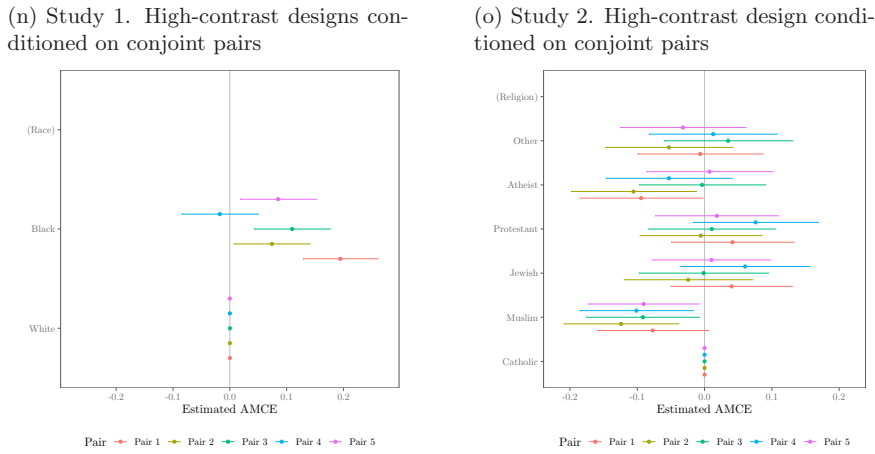 (n) Study 1. High-contrast designs con-
ditioned on conjoint pairs
(Race)
Black
White
-0.2 -0.1 0.0 0.1 0.2
Estimated AMCE
Pair Pair 1 Pair 2 Pair 3 Pair 4 Pair 5
(o) Study 2. High-contrast design condi-
tioned on conjoint pairs
(Religion)
Other
Atheist
Protestant
Jewish
Muslim
Catholic
-0.2 -0.1 0.0 0.1 0.2
Estimated AMCE
Pair Pair 1 Pair 2 Pair 3 Pair 4 Pair 5